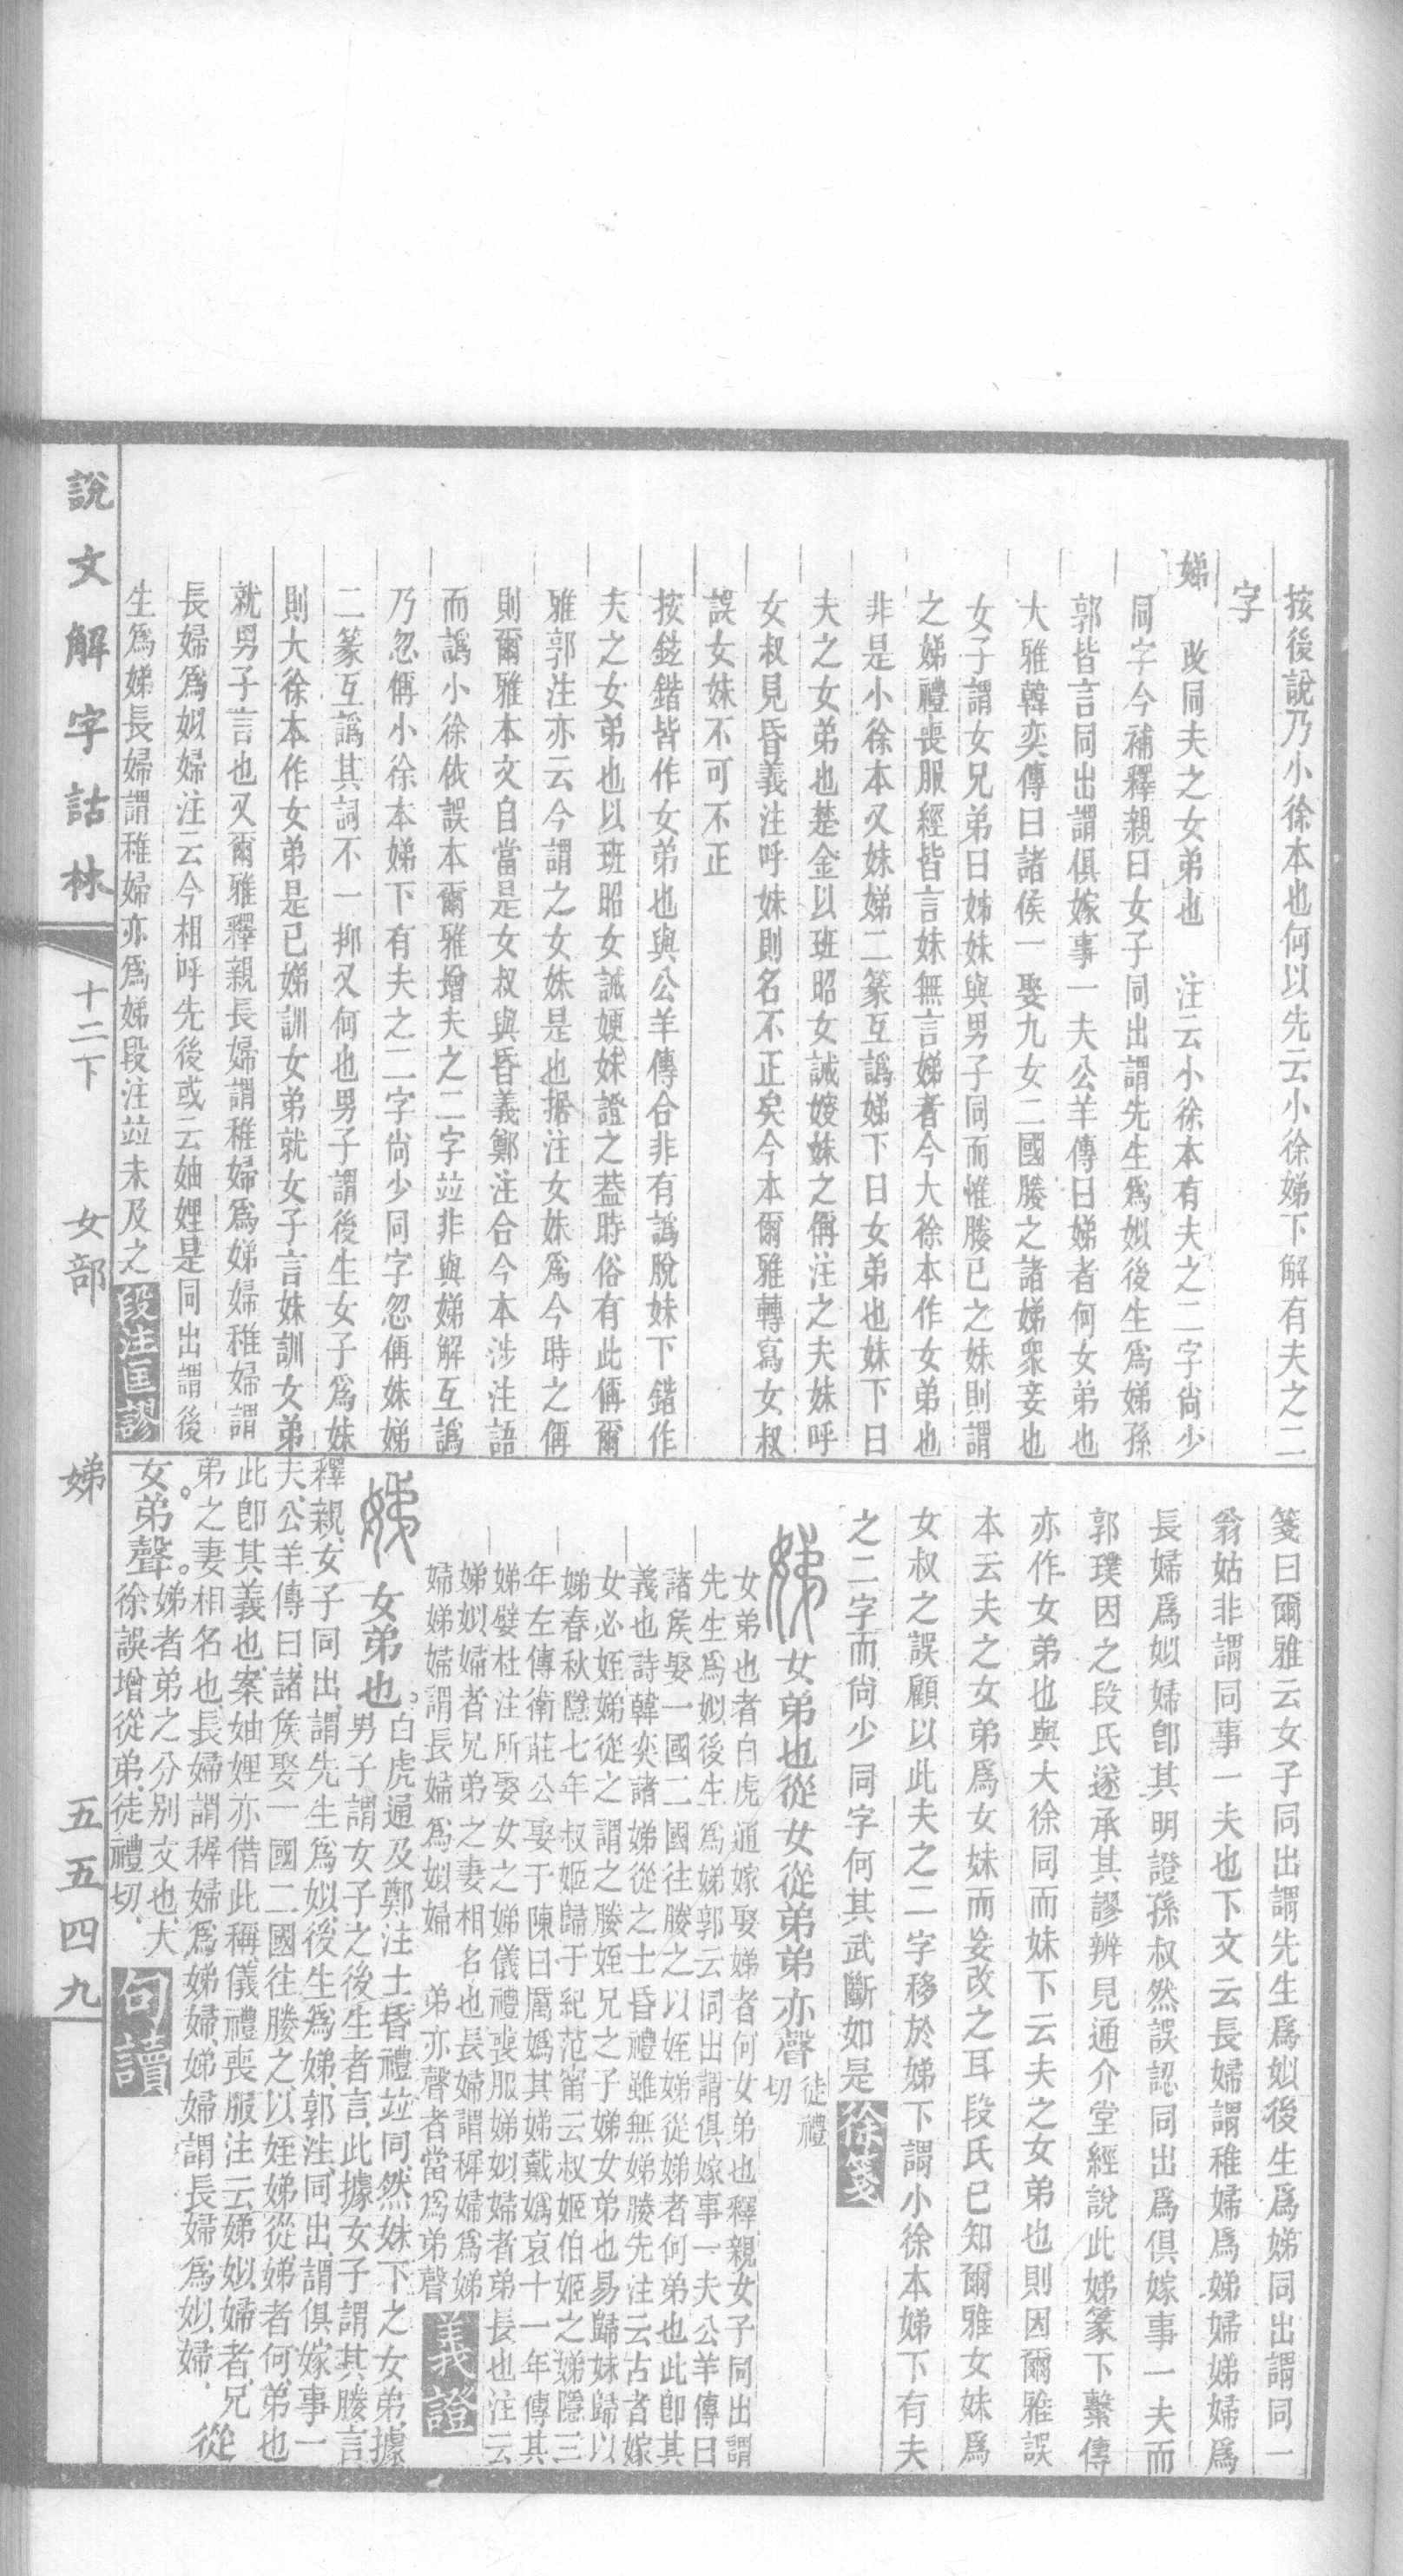 按後說乃小徐本也何以先云小徐娣下解有夫之二
字
娣　改同夫之女弟也　注云小徐本有夫之二字尙少
同字今補釋親曰女子同出謂先生爲姒後生爲娣孫
郭皆言同出謂俱嫁事一夫公羊傳曰娣者何女弟也
大雅韓奕傳曰諸侯一娶九女二國媵之諸娣衆妾也
女子謂女兄弟曰姊妹與男子同而惟媵已之妹則謂
之娣禮喪服經皆言妹無言娣者今大徐本作女弟也
非是小徐本又妹娣二篆互譌娣下曰女弟也妹下曰
夫之女弟也楚金以班昭女誡㛐妹之偁注之夫妹呼
女叔見昏義注呼妹則名不正矣今本爾雅轉寫女叔
誤女妹不可不正
按鉉鍇皆作女弟也與公羊傳合非有譌脫妹下鍇作
夫之女弟也以班昭女誡㛐妹證之葢時俗有此偁爾
雅郭注亦云今謂之女妹是也据注女妹爲今時之偁
則爾雅本文自當是女叔與昏義鄭注合今本涉注語
而譌小徐依誤本爾雅增夫之二字竝非與娣解互譌
乃忽偁小徐本娣下有夫之二字尙少同字忽偁妹娣
二篆互譌其詞不一抑又何也男子謂後生女子爲妹
則大徐本作女弟是已娣訓女弟就女子言妹訓女弟
就男子言也又爾雅釋親長婦謂稚婦爲娣婦稚婦謂
長婦爲姒婦注云今相呼先後或云妯娌是同出謂後
生爲娣長婦謂稚婦亦爲娣段注竝未及之 段注匡謬
箋曰爾雅云女子同出謂先生爲姒後生爲娣同出謂同一
翁姑非謂同事一夫也下文云長婦謂稚婦爲娣婦娣婦爲
長婦爲姒婦卽其明證孫叔然誤認同出爲俱嫁事一夫而
郭璞因之段氏遂承其謬辨見通介堂經說此娣篆下繫傳
亦作女弟也與大徐同而妹下云夫之女弟也則因爾雅誤
本云夫之女弟爲女妹而妄改之耳段氏已知爾雅女妹爲
女叔之誤顧以此夫之二字移於娣下謂小徐本娣下有夫
之二字而尙少同字何其武斷如是 徐箋
娣 女弟也從女從弟弟亦聲 徒禮
切
女弟也者白虎通嫁娶娣者何女弟也釋親女子同出謂
先生爲姒後生爲娣郭云同出謂俱嫁事一夫公羊傳曰
諸矦娶一國二國往媵之以姪娣從娣者何弟也此卽其
義也詩韓奕諸娣從之士昏禮雖無娣媵先注云古者嫁
女必姪娣從之謂之媵姪兄之子娣女弟也易歸妹歸以
娣春秋隱七年叔姬歸于紀范甯云叔姬伯姬之娣隱三
年左傳衛莊公娶于陳曰厲嬀其娣戴嬀哀十一年傳其
娣嬖杜注所娶女之娣儀禮喪服娣姒婦者弟長也注云
娣姒婦者兄弟之妻相名也長婦謂稺婦爲娣
婦娣婦謂長婦爲姒婦　弟亦聲者當爲弟聲 義證
娣 女弟也。白虎通及鄭注士昏禮竝同、然妹下之女弟、據
男子謂女子之後生者言、此據女子謂其媵言
釋親、女子同出、謂先生爲姒、後生爲娣、郭注、同出、謂俱嫁事一
夫、公羊傳曰、諸矦娶一國二國往媵之以姪娣從、娣者何、弟也
此卽其義也、案妯娌亦借此稱、儀禮喪服注云、娣姒婦者、兄
弟之妻相名也、長婦謂稺婦爲娣婦、娣婦謂長婦爲姒婦、從
女。弟聲。娣者弟之分別文也、大
徐誤增從弟、徒禮切、 句讀
說文解字詁林　十二下　女部　娣　五五四九